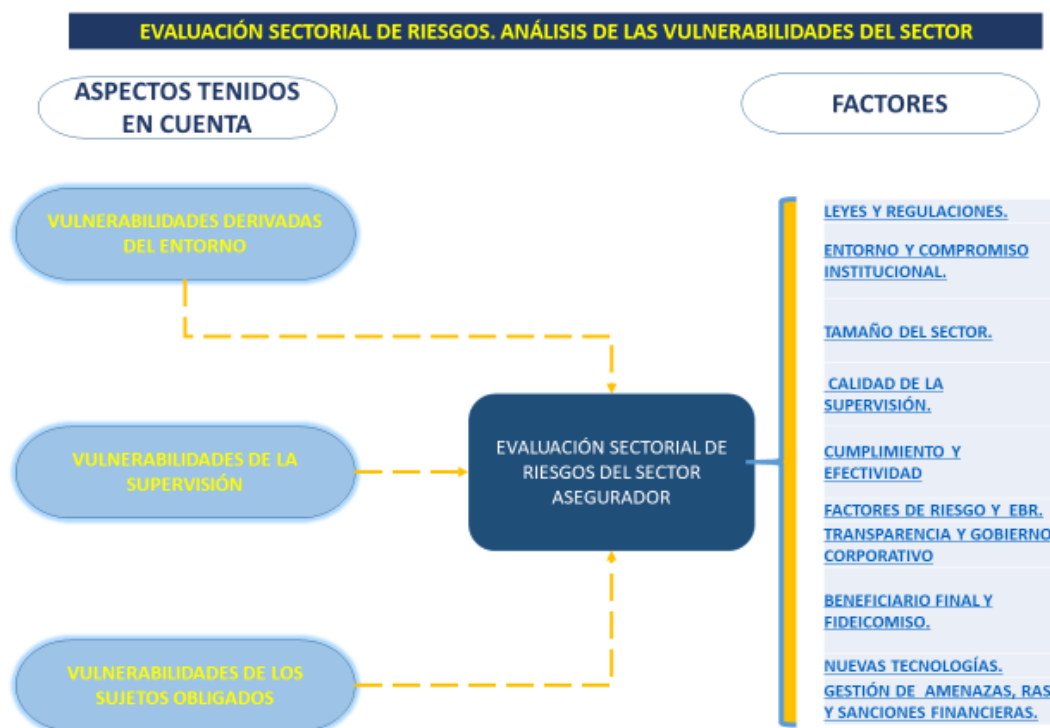 EVALUACIÓN SECTORIAL DE RIESGOS. ANÁLISIS DE LAS VULNERABILIDADES DEL SECTOR
ASPECTOS TENIDOS
EN CUENTA
FACTORES
VULNERABILIDADES DERIVADAS
DEL ENTORNO
VULNERABILIDADES DE LA
SUPERVISIÓN
VULNERABILIDADES DE LOS
SUJETOS OBLIGADOS
EVALUACIÓN SECTORIAL DE
RIESGOS DEL SECTOR
ASEGURADOR
LEYES Y REGULACIONES.
ENTORNO Y COMPROMISO
INSTITUCIONAL.
TAMAÑO DEL SECTOR.
CALIDAD DE LA
SUPERVISIÓN.
CUMPLIMIENTO Y
EFECTIVIDAD
FACTORES DE RIESGO Y EBR.
TRANSPARENCIA Y GOBIERNO
CORPORATIVO
BENEFICIARIO FINAL Y
FIDEICOMISO.
NUEVAS TECNOLOGÍAS.
GESTIÓN DE AMENAZAS, RAS
Y SANCIONES FINANCIERAS.